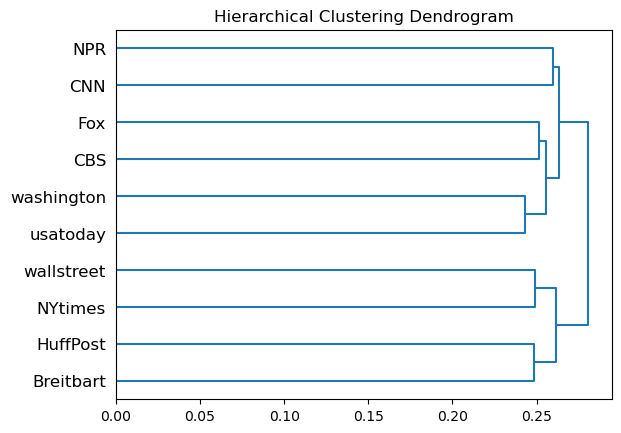 Hierarchical Clustering Dendrogram
NPR
CNN
Fox
CBS
washington
usatoday
wallstreet
NYtimes
HuffPost
Breitbart
0.00 0.05 0.10 0.15 0.20 0.25